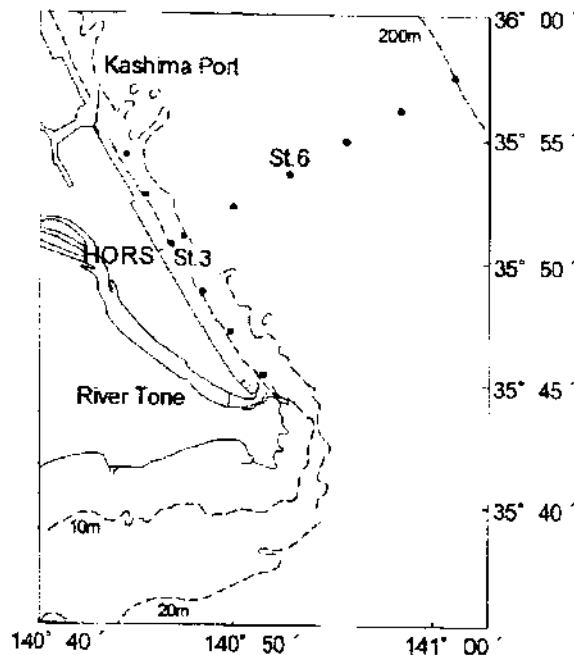 36° 00'
200m
Kashima Port
35° 55'
St.6
HORS
St.3
35° 50'
River Tone
35° 45'
10m
35° 40'
20m
140° 40'
140° 50'
141° 00'